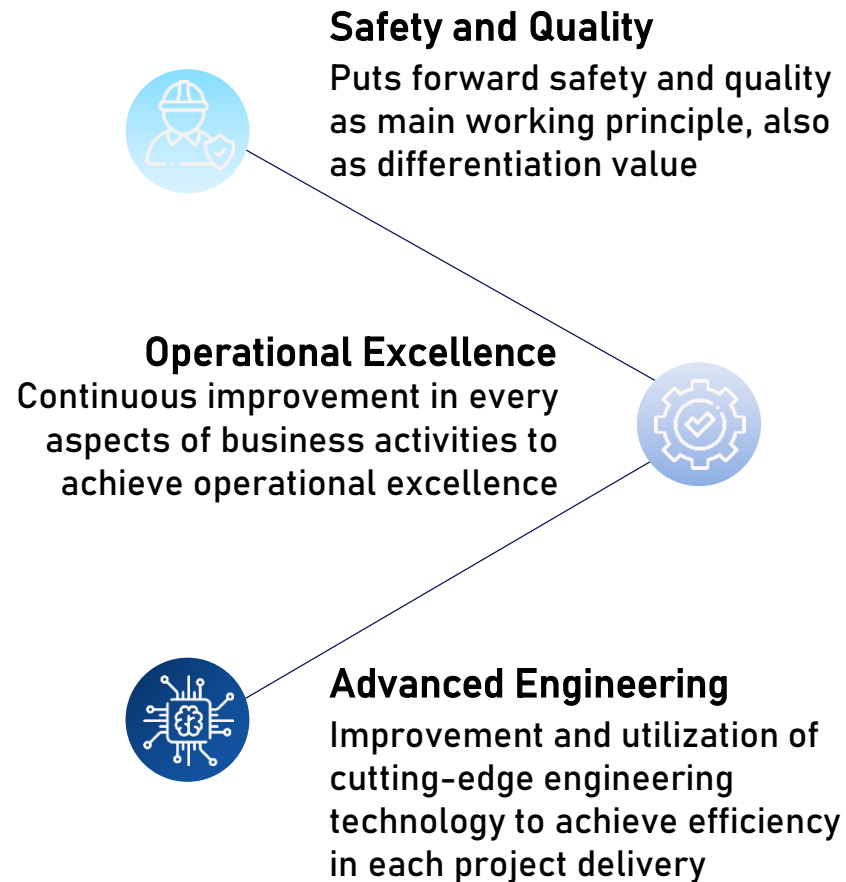 Safety and Quality
Puts forward safety and quality
as main working principle, also
as differentiation value
Operational Excellence
Continuous improvement in every
aspects of business activities to
achieve operational excellence
Advanced Engineering
Improvement and utilization of
cutting-edge engineering
technology to achieve efficiency
in each project delivery